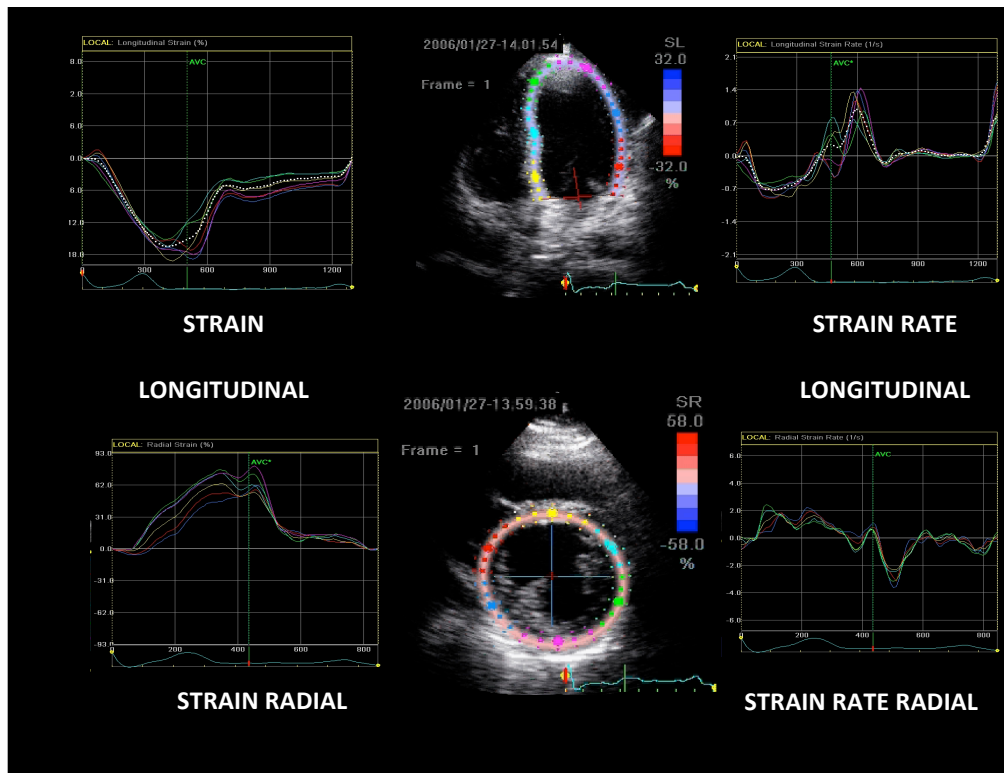 LOCAL: Longitudinal Strain (%)
8.0
AVC
0.0
6.0
12.0
18.0
0
300
600
1300
STRAIN
LONGITUDINAL
2006/01/27-14.01.54
Frame = 1
SL
32.0
-32.0
%
LOCAL: Longitudinal Strain Rate (1/s)
2.1
AVC*
1.4
0.7
0.0
-0.7
-1.4
-2.1
0
300
600
900
1200
STRAIN RATE
LONGITUDINAL
LOCAL: Radial Strain (%)
93.0
AVC*
62.0
31.0
0.0
-31.0
-62.0
-93.0
0
200
400
600
848
STRAIN RADIAL
2006/01/27-13.59.38
Frame = 1
SR
58.0
-58.0
%
LOCAL: Radial Strain Rate (1/s)
6.0
AVC
4.0
2.0
0.0
-2.0
-4.0
-6.0
0
200
400
600
800
STRAIN RATE RADIAL